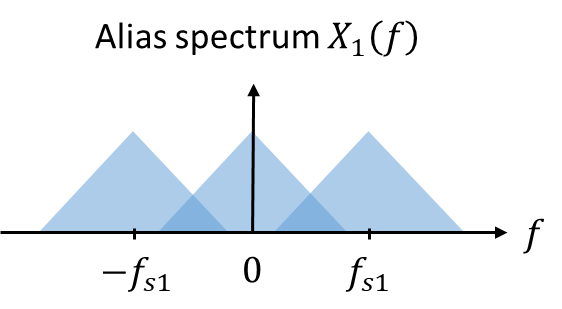 Alias spectrum X₁(f)
f
−fₛ₁ 0 fₛ₁